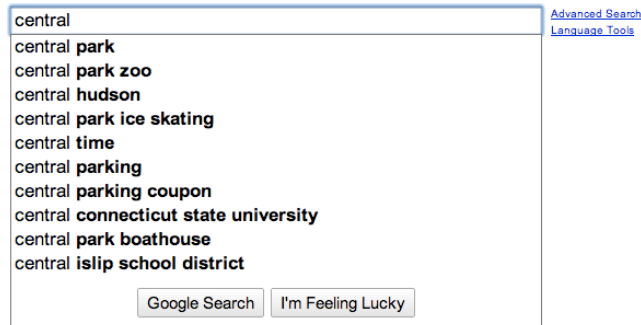 central
Advanced Search
Language Tools
central park
central park zoo
central hudson
central park ice skating
central time
central parking
central parking coupon
central connecticut state university
central park boathouse
central islip school district
Google Search
I'm Feeling Lucky